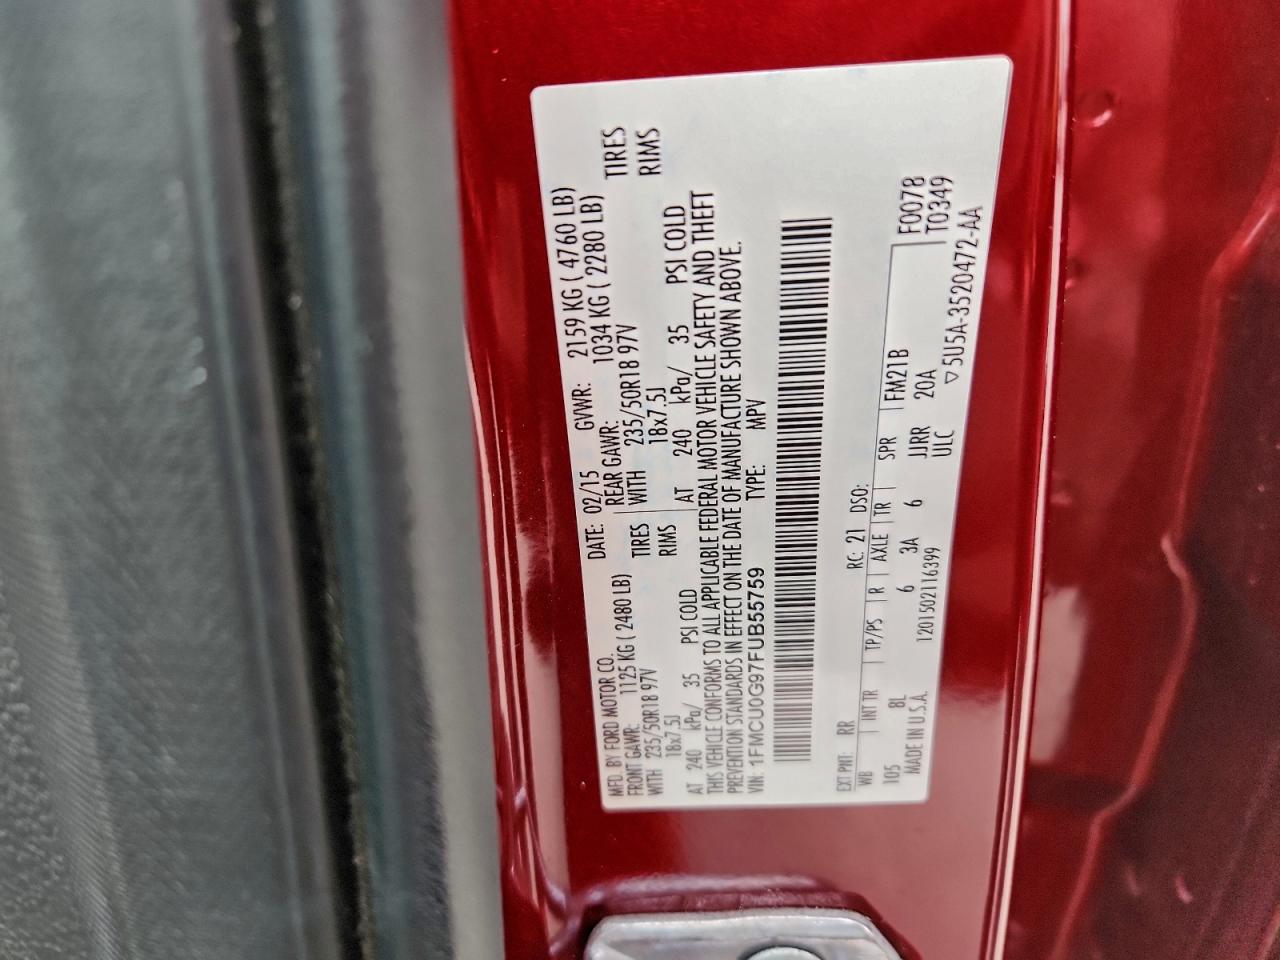 MFD. BY FORD MOTOR CO. DATE: 02/15 GVWR: 2159 KG ( 4760 LB)
FRONT GAWR: 1125 KG ( 2480 LB) REAR GAWR: 1034 KG ( 2280 LB)
WITH 235/50R18 97V TIRES WITH 235/50R18 97V TIRES
18x7.5J RIMS 18x7.5J RIMS
AT 240 kPa/ 35 PSI COLD AT 240 kPa/ 35 PSI COLD
THIS VEHICLE CONFORMS TO ALL APPLICABLE FEDERAL MOTOR VEHICLE SAFETY AND THEFT
PREVENTION STANDARDS IN EFFECT ON THE DATE OF MANUFACTURE SHOWN ABOVE.
VIN: 1FMCU0G97FUB55759 TYPE: MPV
EXT PNT: RR RC: 21 DSO:
WB INT TR TP/PS R AXLE TR SPR FM21B F0078
105 8L 6 3A 6 JJRR 20A T0349
MADE IN U.S.A. 1201502116399 ULC ▽ 5U5A-3520472-AA